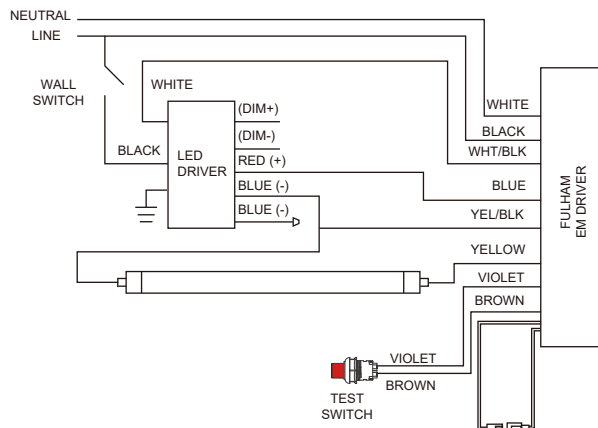 NEUTRAL
LINE
WALL
SWITCH
WHITE
BLACK
LED
DRIVER
(DIM+)
(DIM-)
RED (+)
BLUE (-)
BLUE (-)
WHITE
BLACK
WHT/BLK
BLUE
YEL/BLK
YELLOW
VIOLET
BROWN
FULHAM
EM DRIVER
VIOLET
BROWN
TEST
SWITCH